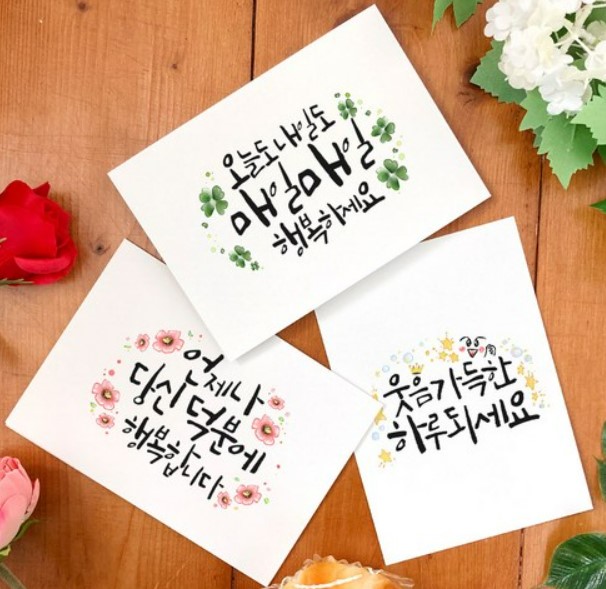 오늘도 내일도
매일매일
행복하세요
언제나
당신 덕분에
행복합니다
웃음가득한
하루되세요